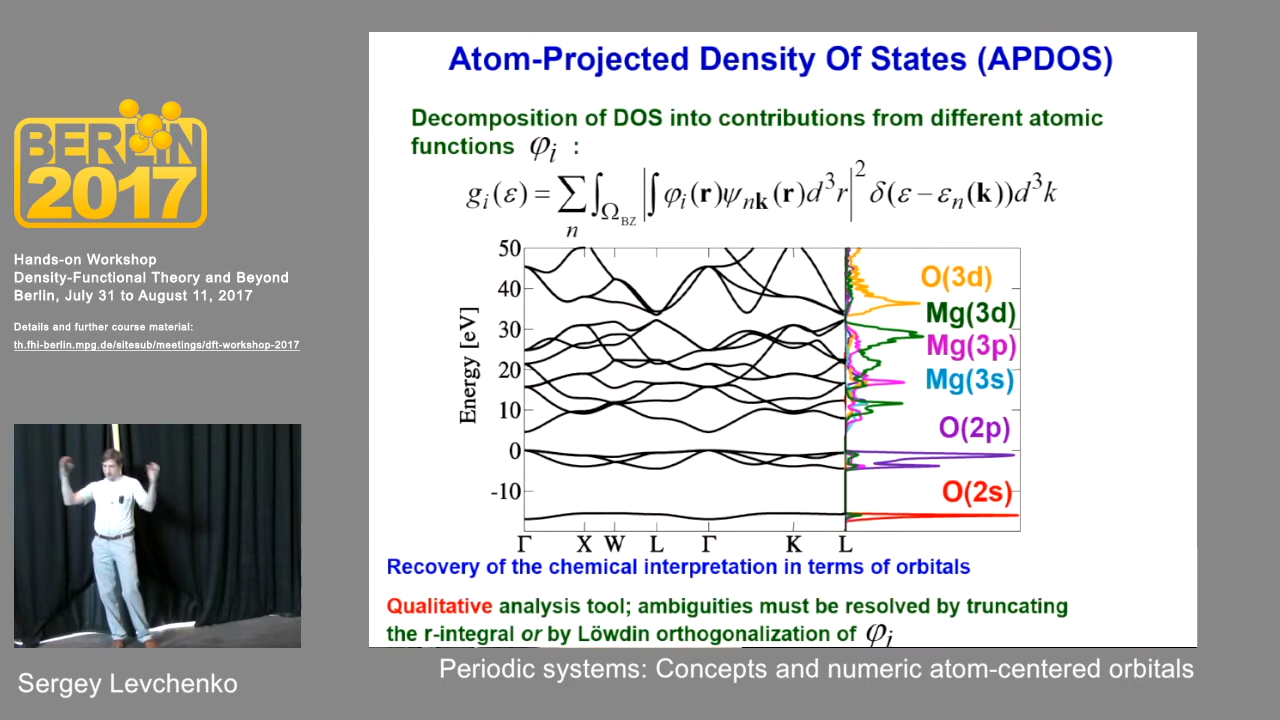 BERLIN
2017
Hands-on Workshop
Density-Functional Theory and Beyond
Berlin, July 31 to August 11, 2017
Details and further course material:
th.fhi-berlin.mpg.de/sitesub/meetings/dft-workshop-2017
Sergey Levchenko
Atom-Projected Density Of States (APDOS)
Decomposition of DOS into contributions from different atomic
functions φᵢ :
gᵢ(ε) = ∑ₙ ∫_{Ω_BZ} |∫ φᵢ(r)ψₙₖ(r)d³r|² δ(ε − εₙ(k))d³k
Energy [eV]
50
40
30
20
10
0
-10
Γ X W L Γ K L
O(3d)
Mg(3d)
Mg(3p)
Mg(3s)
O(2p)
O(2s)
Recovery of the chemical interpretation in terms of orbitals
Qualitative analysis tool; ambiguities must be resolved by truncating
the r-integral or by Löwdin orthogonalization of φᵢ
Periodic systems: Concepts and numeric atom-centered orbitals